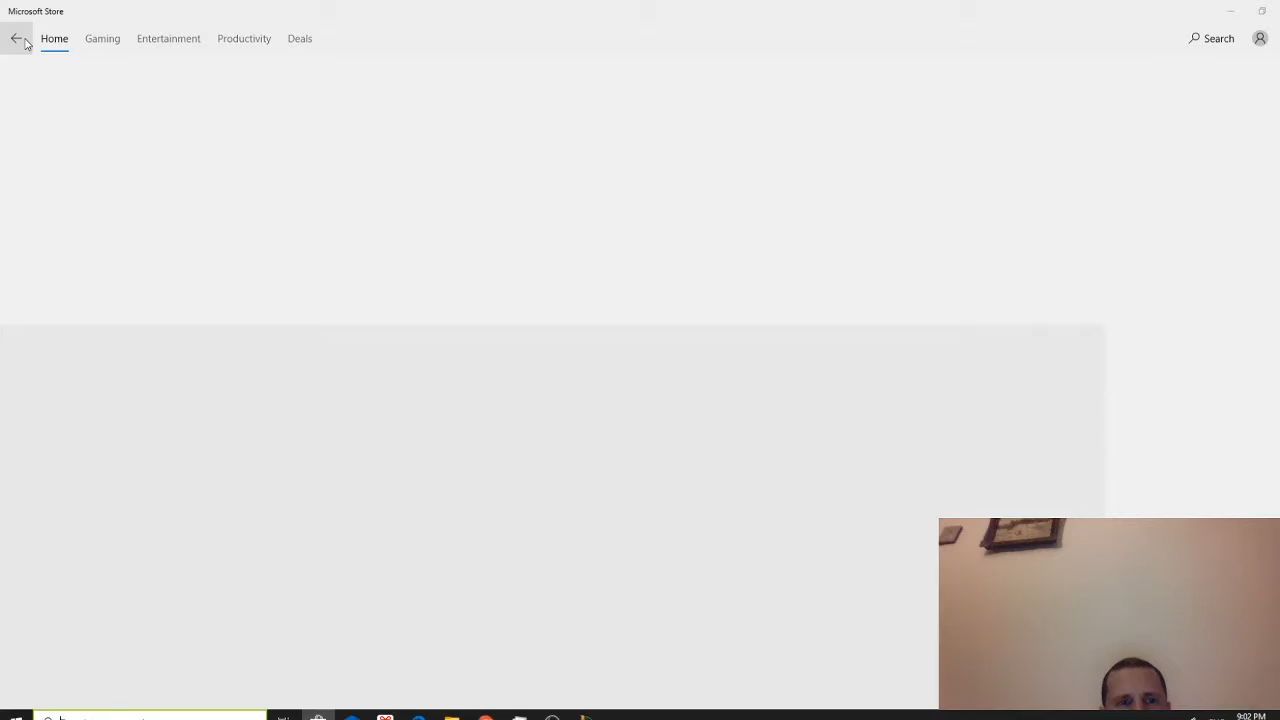 Microsoft Store
Home Gaming Entertainment Productivity Deals Search
9:02 PM